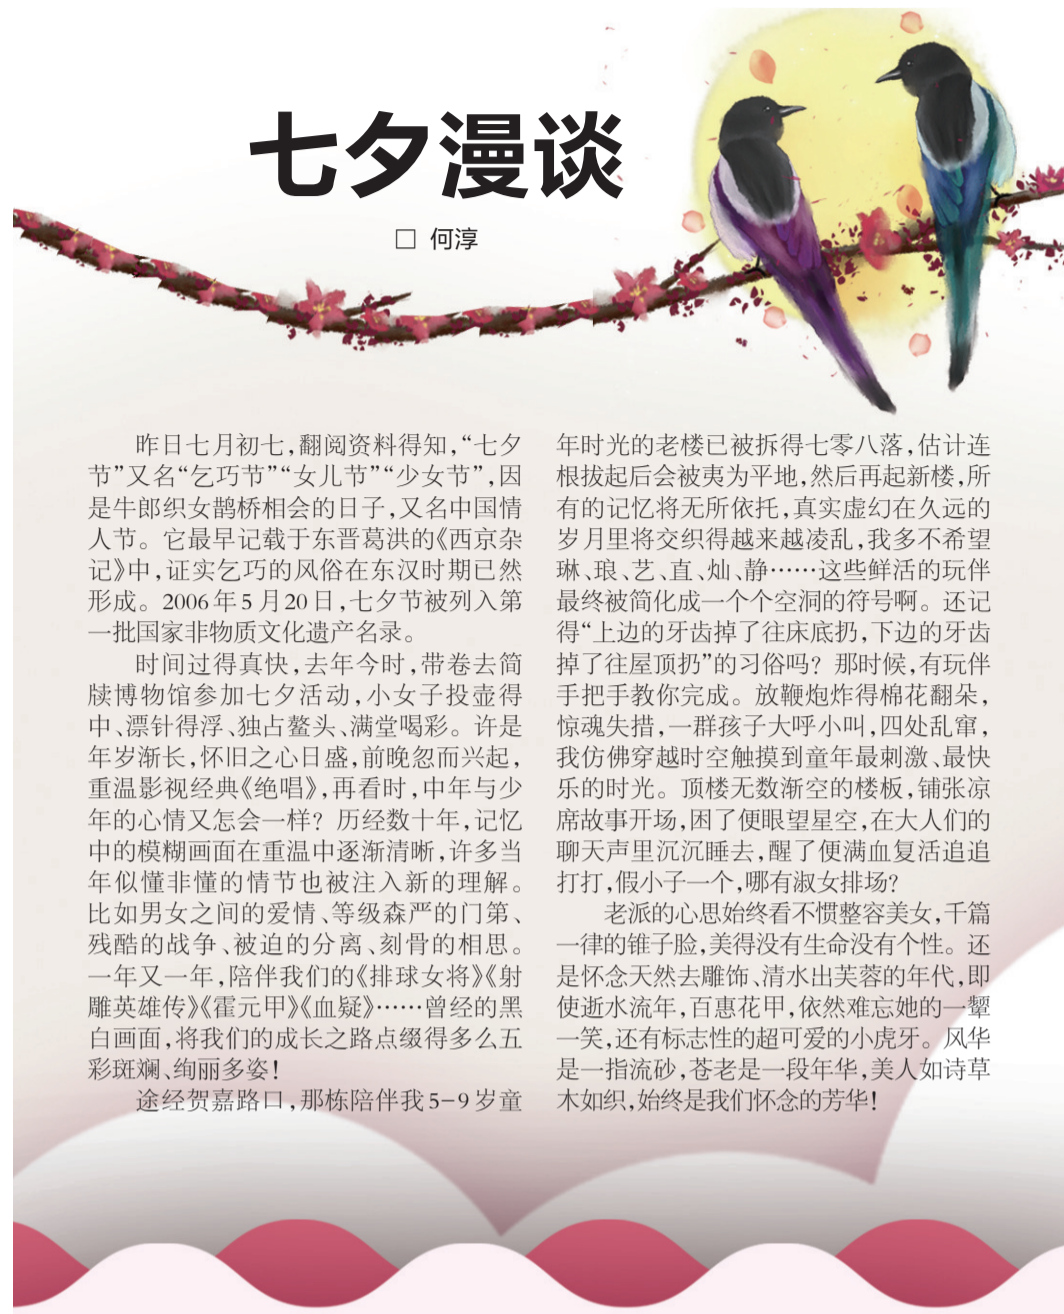 七夕漫谈
□ 何淳
昨日七月初七,翻阅资料得知,“七夕
节”又名“乞巧节”“女儿节”“少女节”,因
是牛郎织女鹊桥相会的日子,又名中国情
人节。它最早记载于东晋葛洪的《西京杂
记》中,证实乞巧的风俗在东汉时期已然
形成。2006年5月20日,七夕节被列入第
一批国家非物质文化遗产名录。
时间过得真快,去年今时,带卷去简
牍博物馆参加七夕活动,小女子投壶得
中、漂针得浮、独占鳌头、满堂喝彩。许是
年岁渐长,怀旧之心日盛,前晚忽而兴起,
重温影视经典《绝唱》,再看时,中年与少
年的心情又怎会一样?历经数十年,记忆
中的模糊画面在重温中逐渐清晰,许多当
年似懂非懂的情节也被注入新的理解。
比如男女之间的爱情、等级森严的门第、
残酷的战争、被迫的分离、刻骨的相思。
一年又一年,陪伴我们的《排球女将》《射
雕英雄传》《霍元甲》《血疑》……曾经的黑
白画面,将我们的成长之路点缀得多么五
彩斑斓、绚丽多姿!
途经贺嘉路口,那栋陪伴我5-9岁童
年时光的老楼已被拆得七零八落,估计连
根拔起后会被夷为平地,然后再起新楼,所
有的记忆将无所依托,真实虚幻在久远的
岁月里将交织得越来越凌乱,我多不希望
琳、琅、艺、直、灿、静……这些鲜活的玩伴
最终被简化成一个个空洞的符号啊。还记
得“上边的牙齿掉了往床底扔,下边的牙齿
掉了往屋顶扔”的习俗吗?那时候,有玩伴
手把手教你完成。放鞭炮炸得棉花翻朵,
惊魂失措,一群孩子大呼小叫,四处乱窜,
我仿佛穿越时空触摸到童年最刺激、最快
乐的时光。顶楼无数渐空的楼板,铺张凉
席故事开场,困了便眼望星空,在大人们的
聊天声里沉沉睡去,醒了便满血复活追追
打打,假小子一个,哪有淑女排场?
老派的心思始终看不惯整容美女,千篇
一律的锥子脸,美得没有生命没有个性。还
是怀念天然去雕饰、清水出芙蓉的年代,即
使逝水流年,百惠花甲,依然难忘她的一颦
一笑,还有标志性的超可爱的小虎牙。风华
是一指流砂,苍老是一段年华,美人如诗草
木如织,始终是我们怀念的芳华!